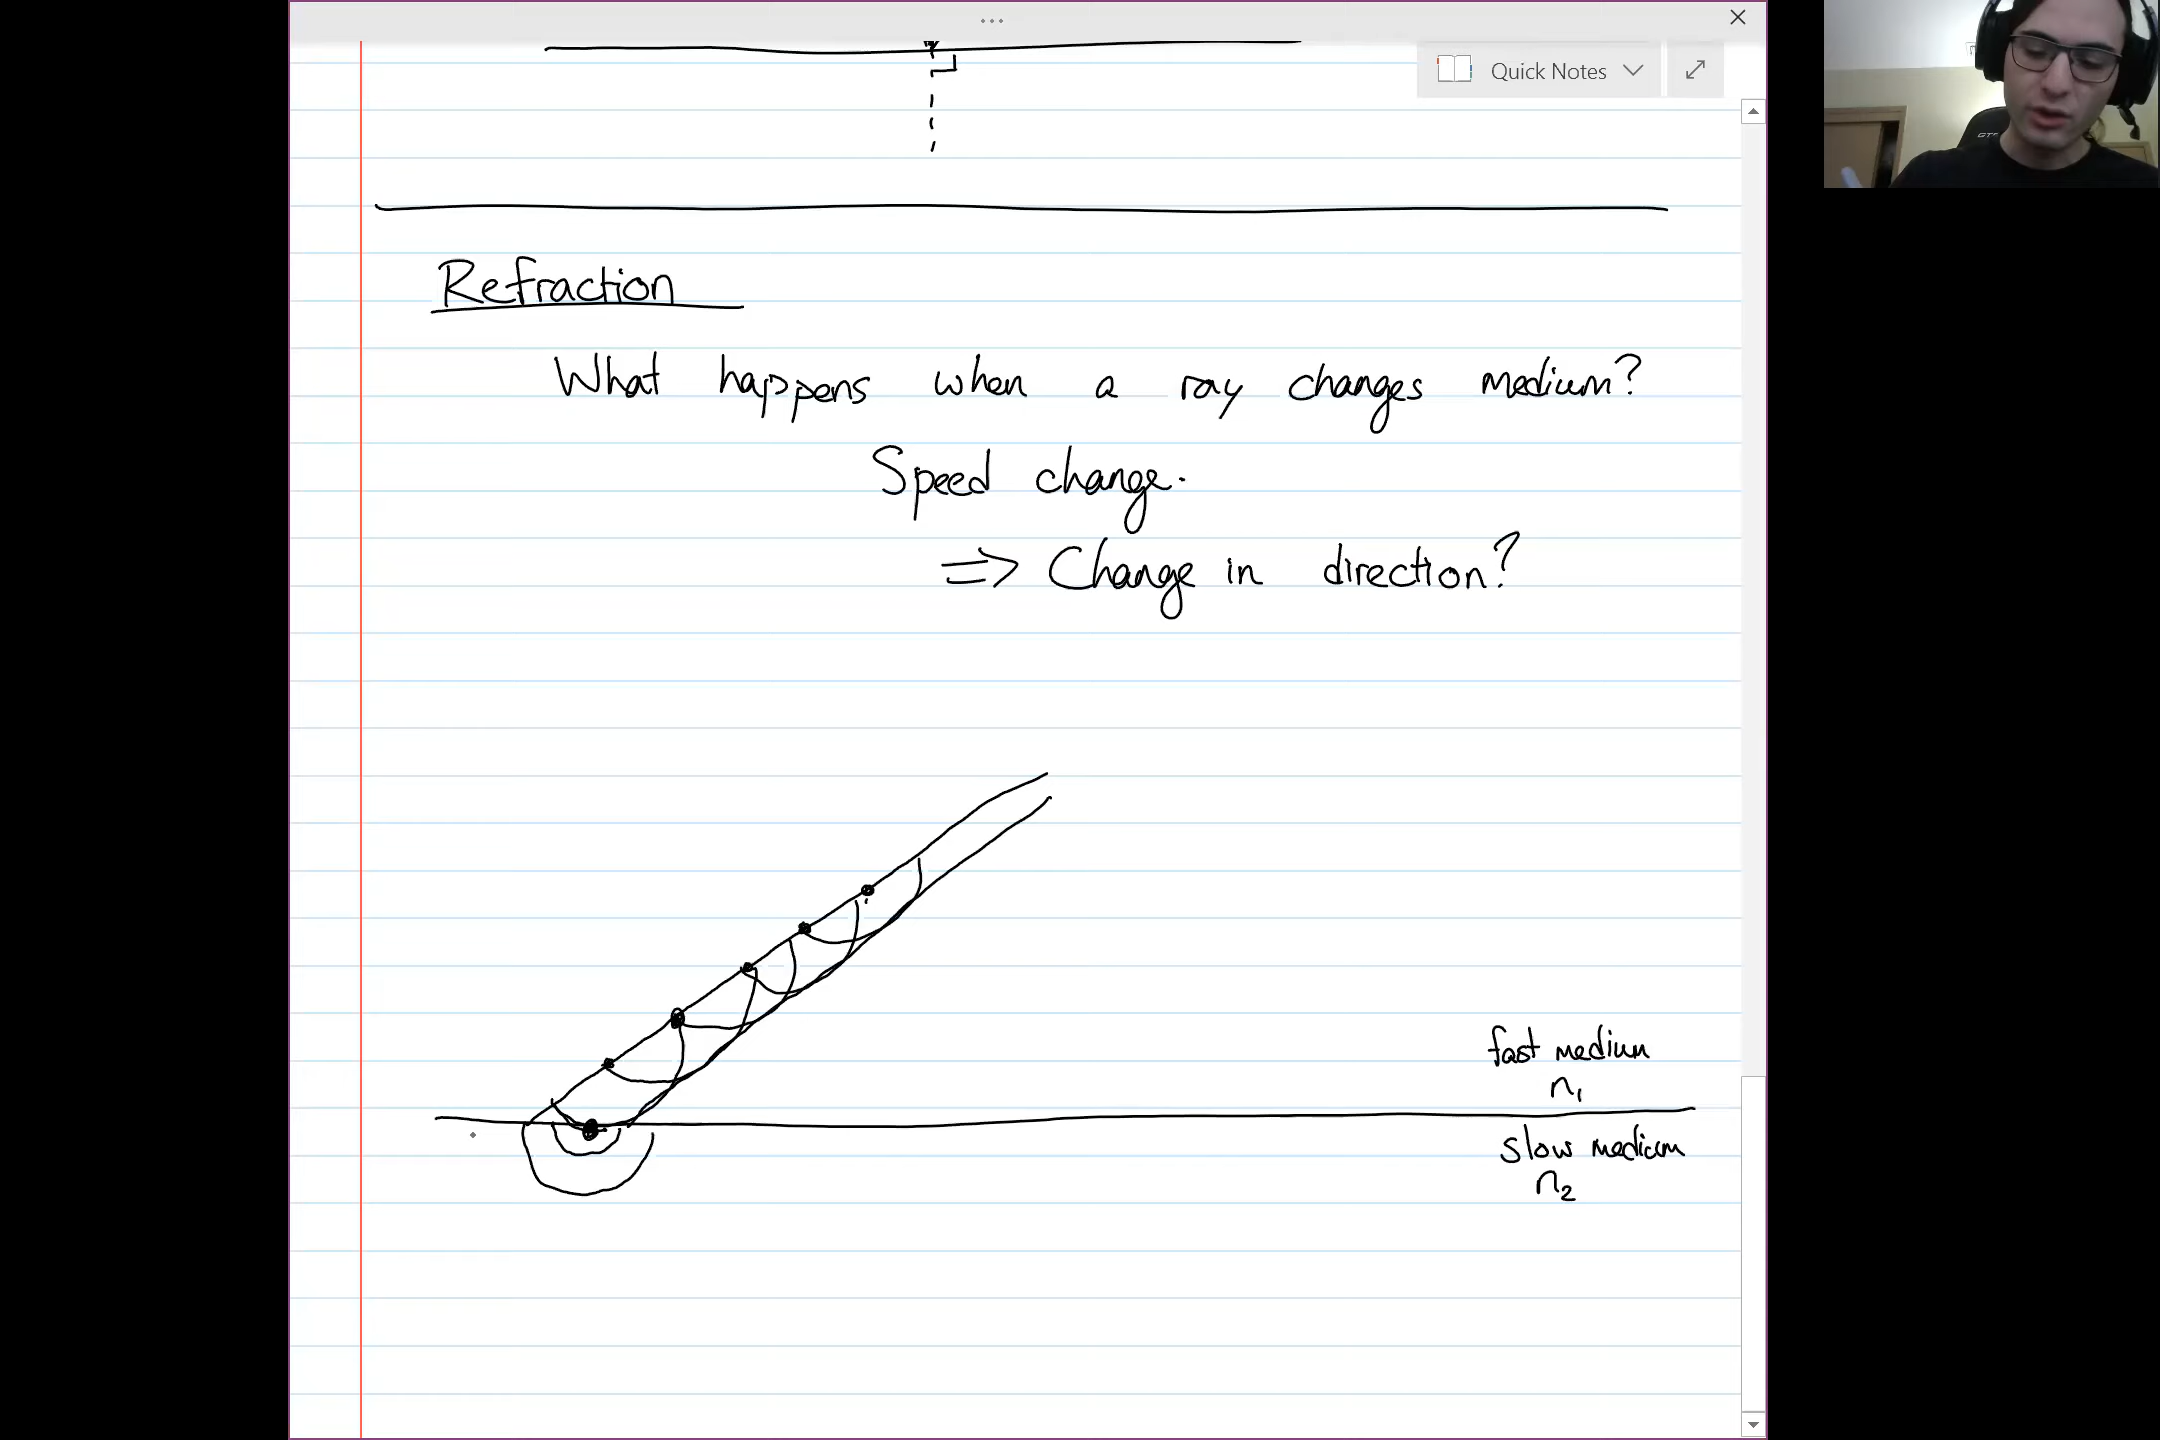 Quick Notes
Refraction
What happens when a ray changes medium?
Speed change.
=> Change in direction?
fast medium
n₁
slow medium
n₂